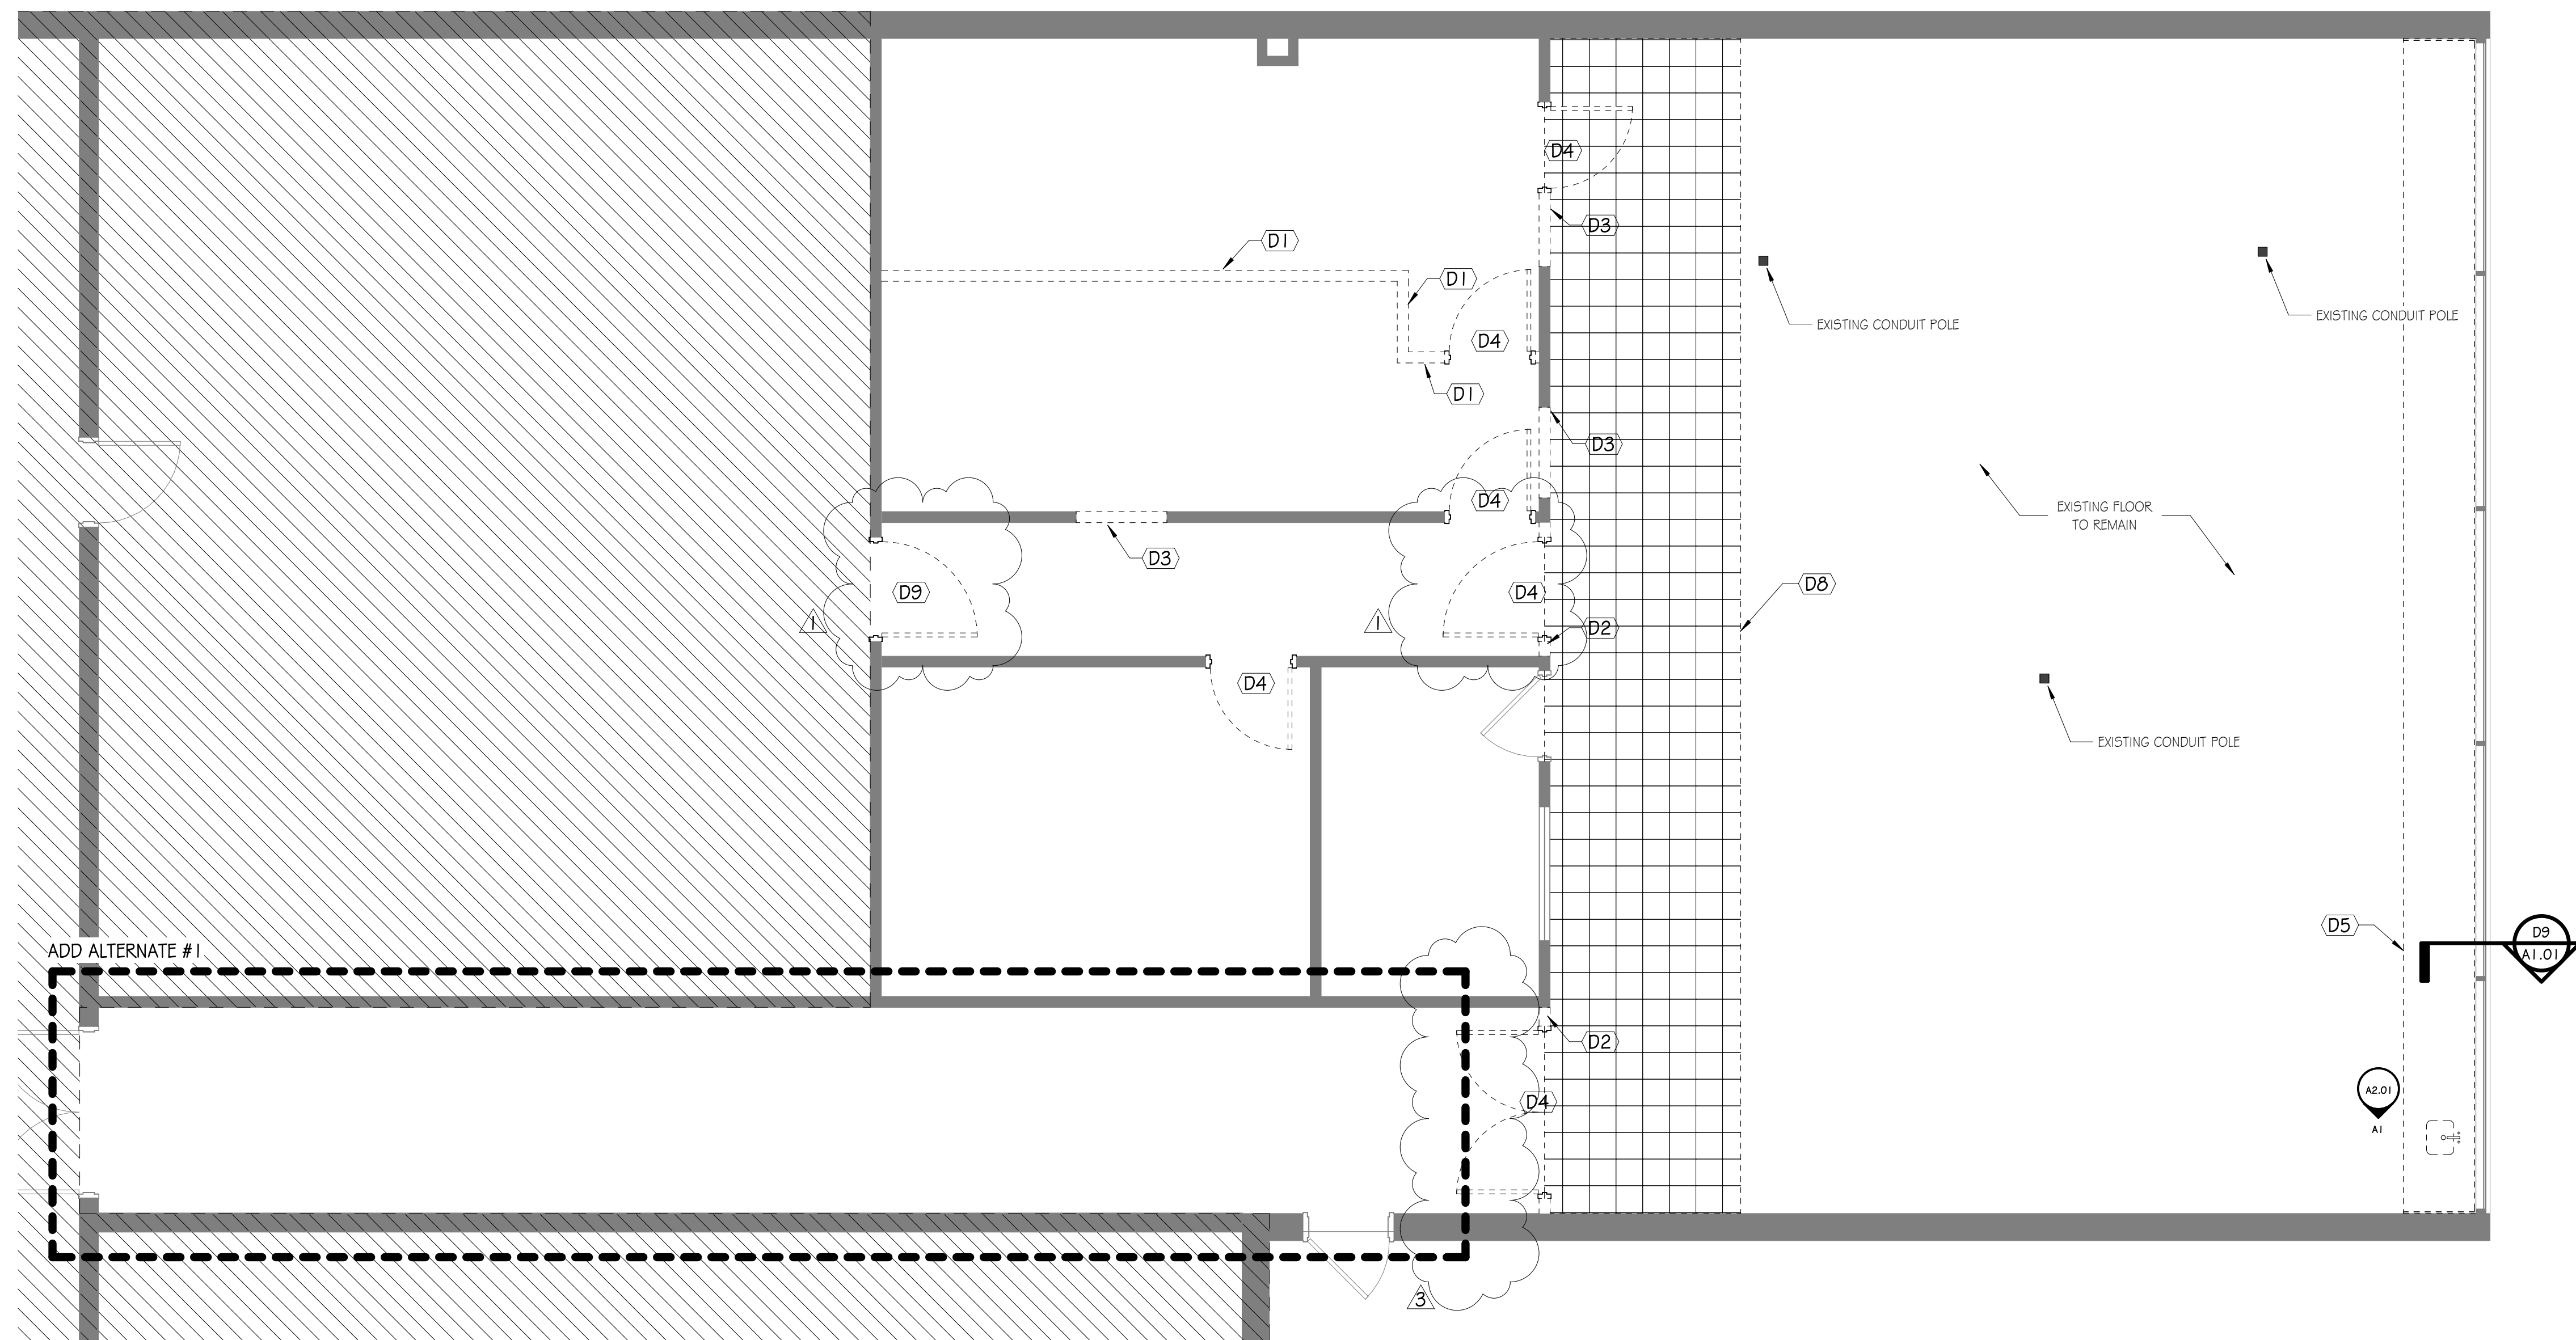 D4
D3
D1
D1
EXISTING CONDUIT POLE
EXISTING CONDUIT POLE
D4
D1
D3
D4
EXISTING FLOOR
TO REMAIN
D3
D9
D4
D8
1
1
D2
D4
EXISTING CONDUIT POLE
D5
D9
A1.01
ADD ALTERNATE #1
D2
D4
A2.01
A1
3